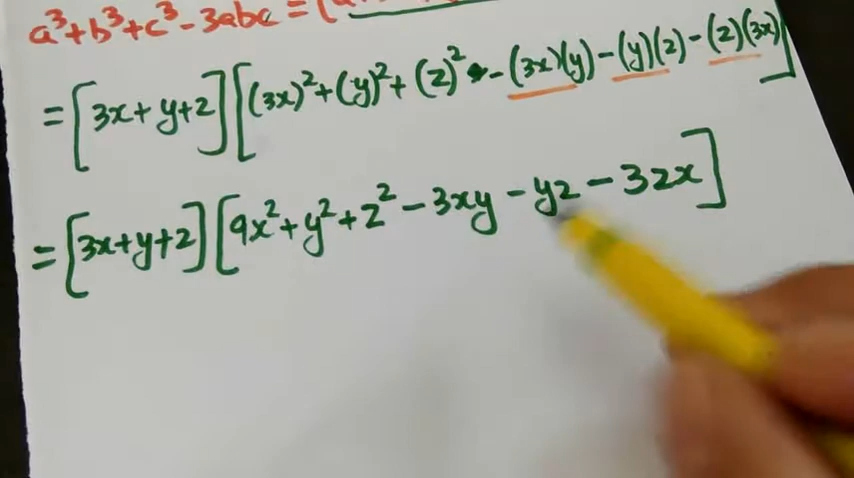 a³+b³+c³-3abc = (
= [3x+y+z][(3x)²+(y)²+(z)² - (3x)(y) - (y)(z) - (z)(3x)]
= [3x+y+z][9x²+y²+z²-3xy-yz-3zx]